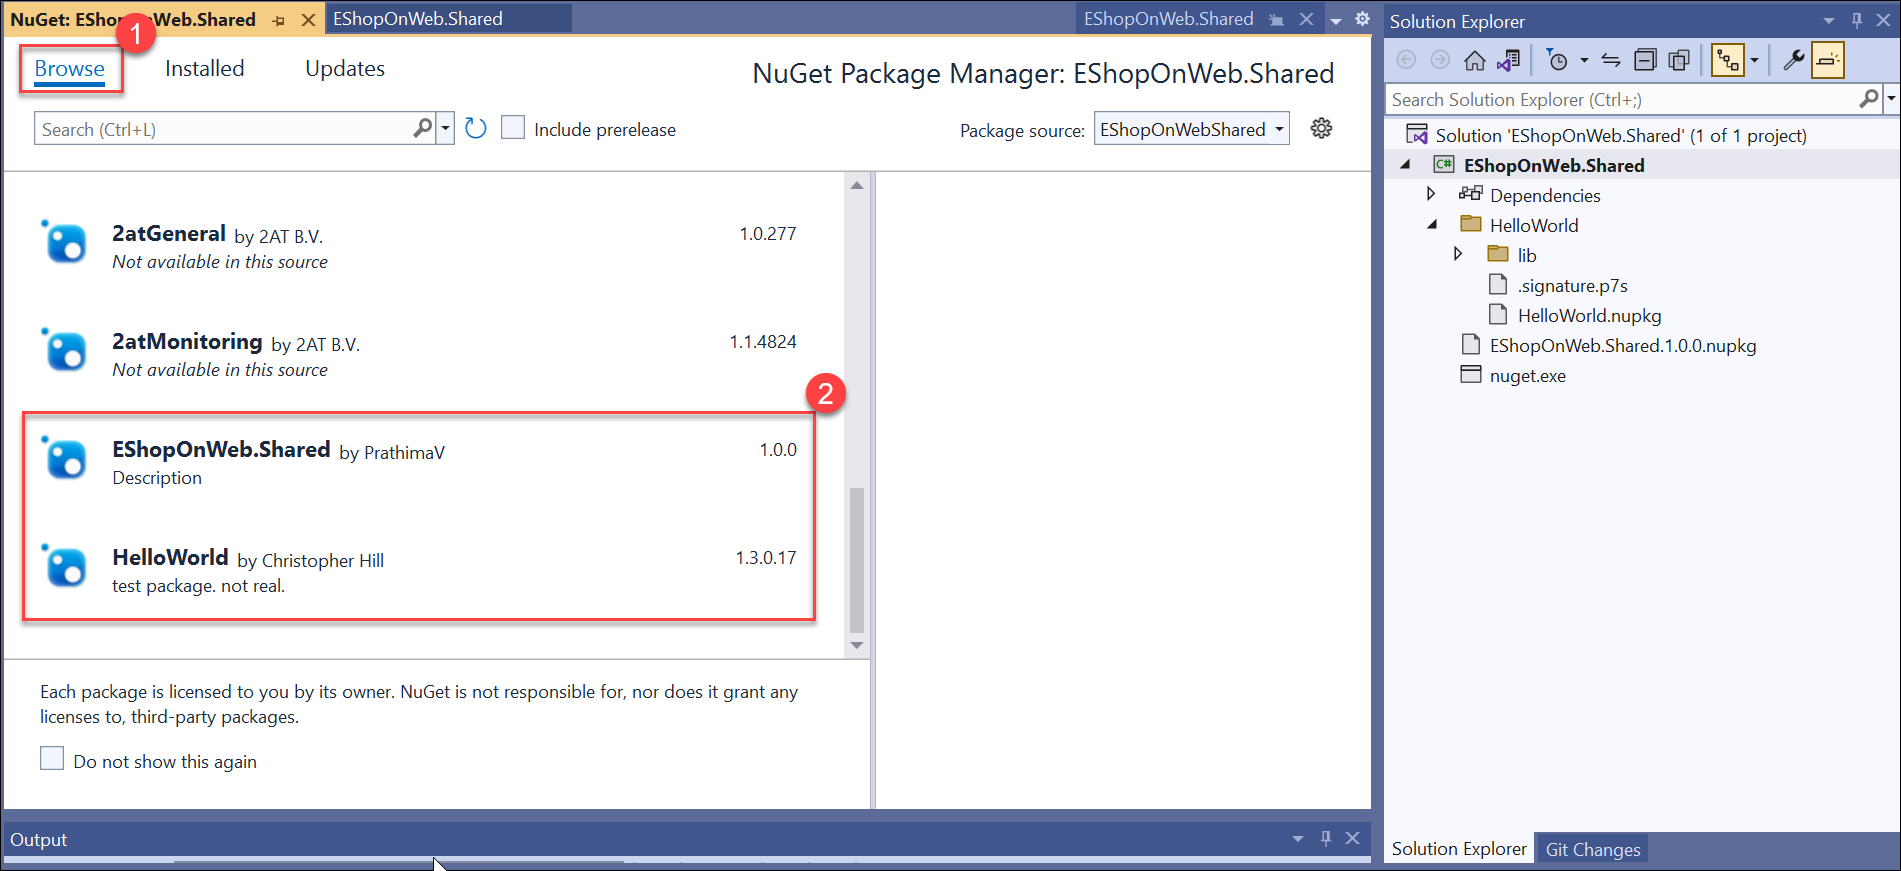 NuGet: EShopOnWeb.Shared
EShopOnWeb.Shared
EShopOnWeb.Shared
1
Browse
Installed
Updates
NuGet Package Manager: EShopOnWeb.Shared
Search (Ctrl+L)
Include prerelease
Package source:
EShopOnWebShared
2atGeneral by 2AT B.V.
1.0.277
Not available in this source
2atMonitoring by 2AT B.V.
1.1.4824
Not available in this source
2
EShopOnWeb.Shared by PrathimaV
1.0.0
Description
HelloWorld by Christopher Hill
1.3.0.17
test package. not real.
Each package is licensed to you by its owner. NuGet is not responsible for, nor does it grant any
licenses to, third-party packages.
Do not show this again
Output
Solution Explorer
Search Solution Explorer (Ctrl+;)
Solution 'EShopOnWeb.Shared' (1 of 1 project)
C# EShopOnWeb.Shared
Dependencies
HelloWorld
lib
.signature.p7s
HelloWorld.nupkg
EShopOnWeb.Shared.1.0.0.nupkg
nuget.exe
Solution Explorer
Git Changes